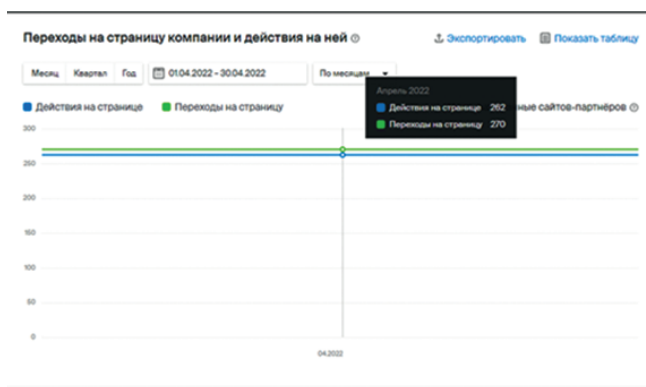 Переходы на страницу компании и действия на ней
Экспортировать Показать таблицу
Месяц Квартал Год 01.04.2022 – 30.04.2022 По месяцам
Апрель 2022
Действия на странице 262
Переходы на страницу 270
Действия на странице Переходы на страницу ные сайтов-партнёров
300
250
200
150
100
50
0
04.2022